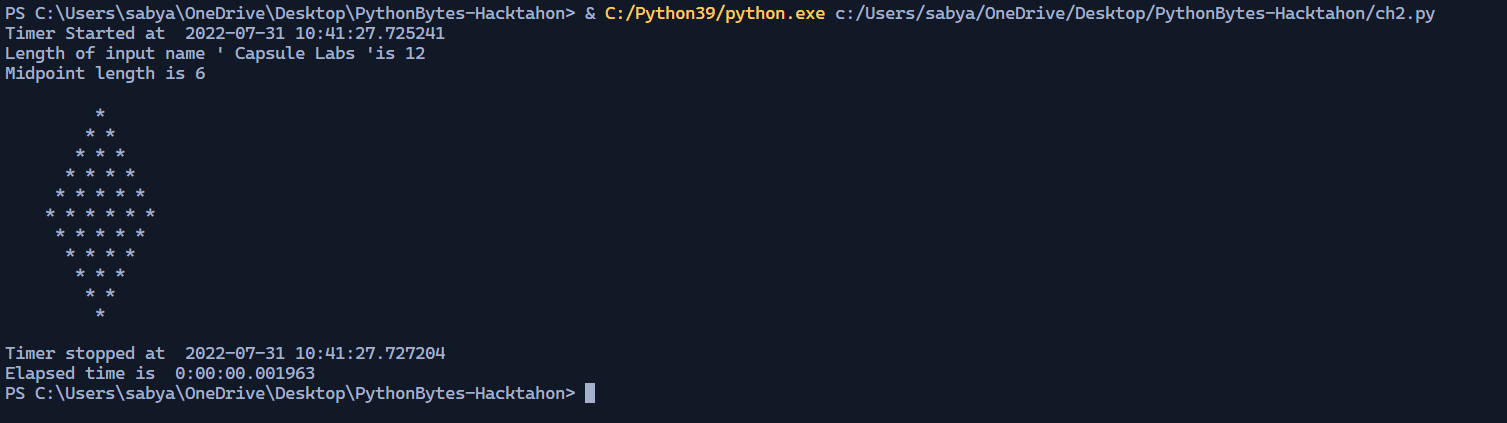 PS C:\Users\sabya\OneDrive\Desktop\PythonBytes-Hacktahon> & C:/Python39/python.exe c:/Users/sabya/OneDrive/Desktop/PythonBytes-Hacktahon/ch2.py
Timer Started at  2022-07-31 10:41:27.725241
Length of input name ' Capsule Labs 'is 12
Midpoint length is 6
         *
        * *
       * * *
      * * * *
     * * * * *
    * * * * * *
     * * * * *
      * * * *
       * * *
        * *
         *
Timer stopped at  2022-07-31 10:41:27.727204
Elapsed time is  0:00:00.001963
PS C:\Users\sabya\OneDrive\Desktop\PythonBytes-Hacktahon>